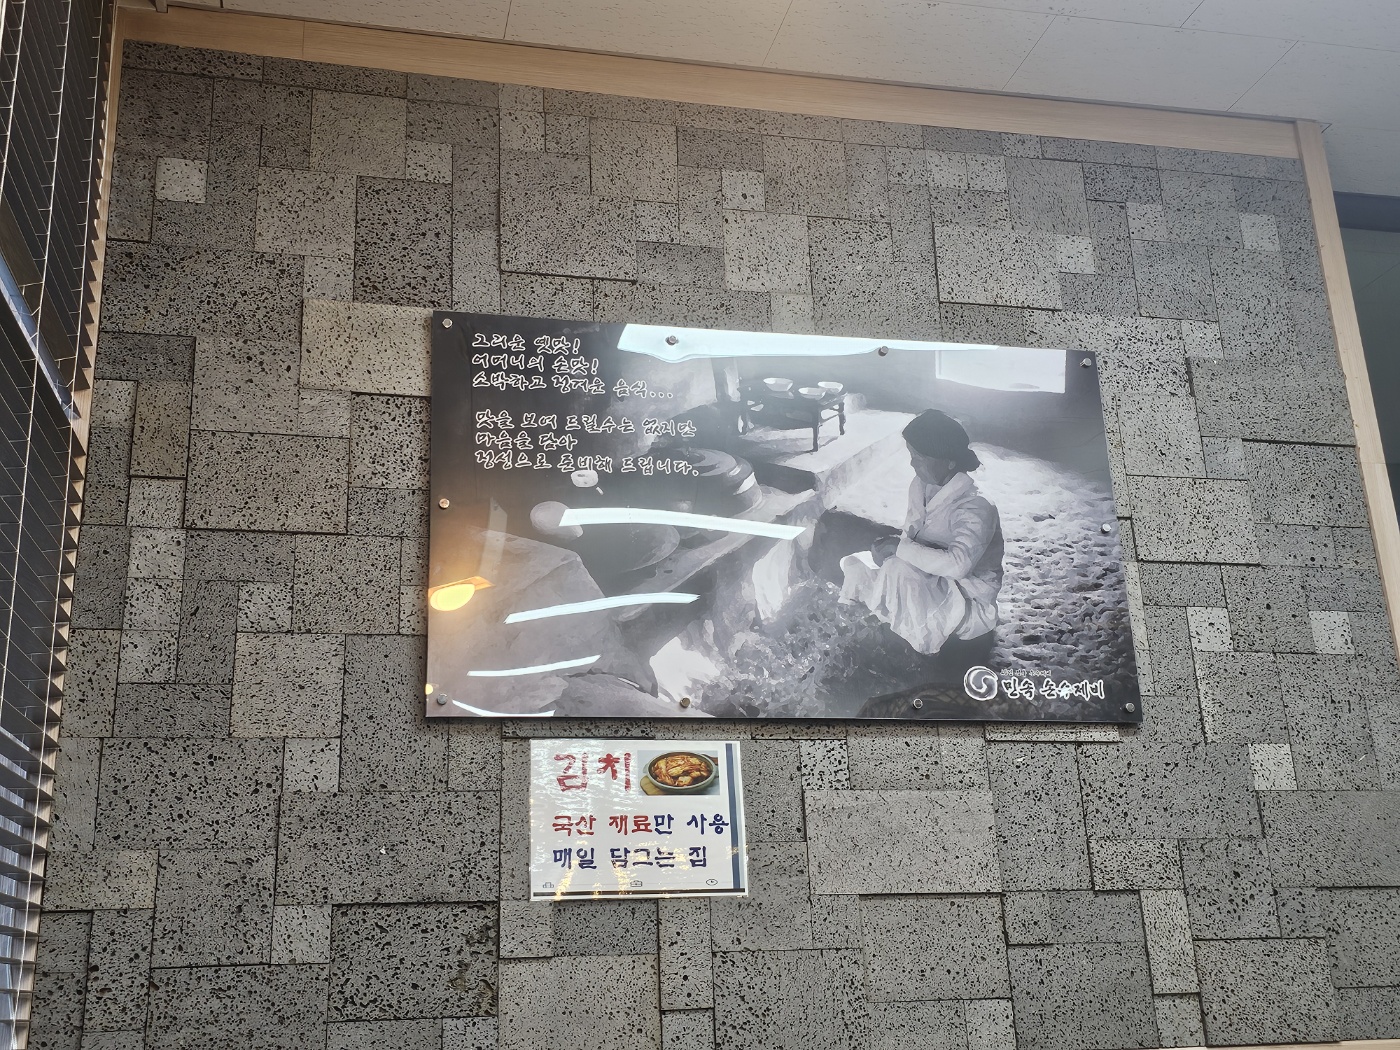 그리운 옛맛!
어머니의 손맛!
소박하고 정겨운 음식...
맛을 보여 드릴수는 없지만
마음을 담아
정성으로 준비해 드립니다.
민속 손수제비
김치
국산 재료만 사용
매일 담그는 집